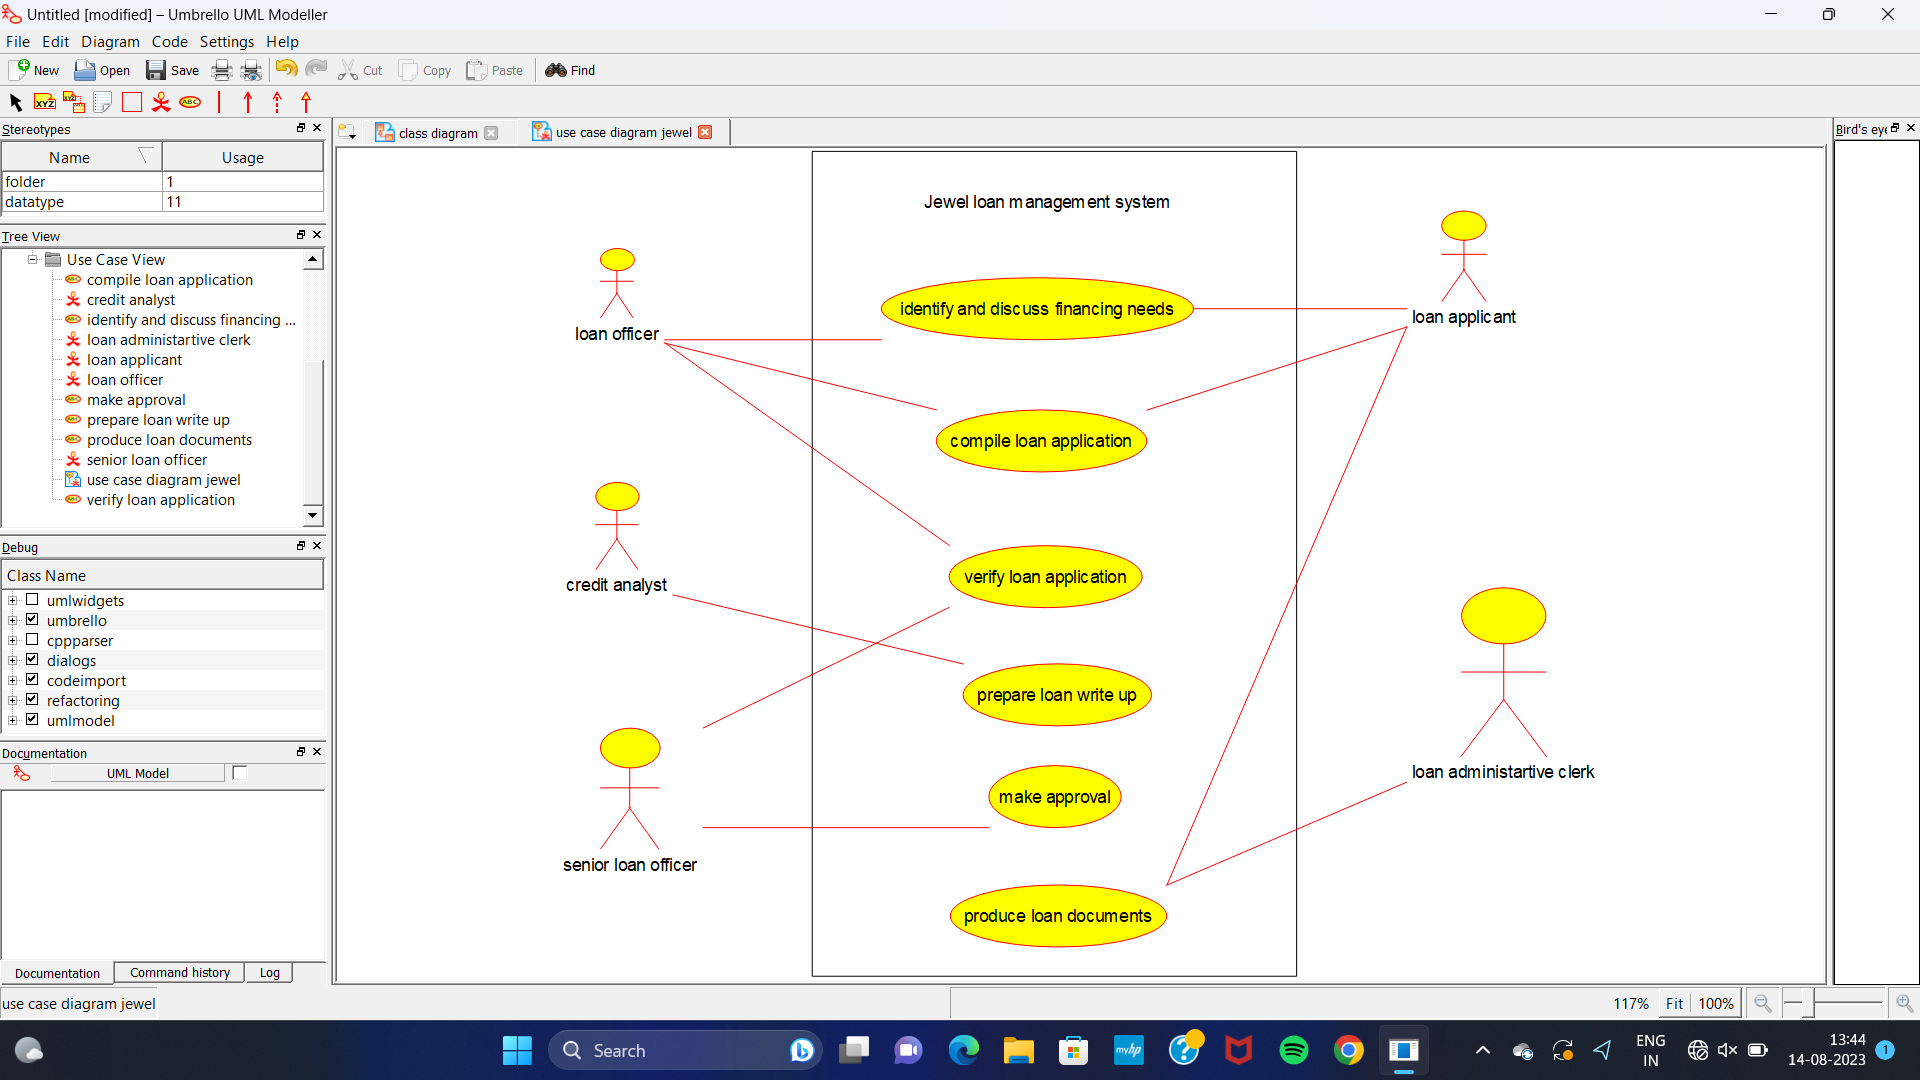 Untitled [modified] – Umbrello UML Modeller
File Edit Diagram Code Settings Help
New Open Save Cut Copy Paste Find
XYZ XYZ ABC
Stereotypes
Name Usage
folder 1
datatype 11
Tree View
Use Case View
compile loan application
credit analyst
identify and discuss financing ...
loan administartive clerk
loan applicant
loan officer
make approval
prepare loan write up
produce loan documents
senior loan officer
use case diagram jewel
verify loan application
Debug
Class Name
umlwidgets
umbrello
cppparser
dialogs
codeimport
refactoring
umlmodel
Documentation
UML Model
Documentation Command history Log
use case diagram jewel
class diagram use case diagram jewel
Jewel loan management system
loan officer
identify and discuss financing needs
loan applicant
compile loan application
credit analyst
verify loan application
prepare loan write up
loan administartive clerk
make approval
senior loan officer
produce loan documents
Bird's eye
117% Fit 100%
Search
myhp
ENG
IN
13:44
14-08-2023
1